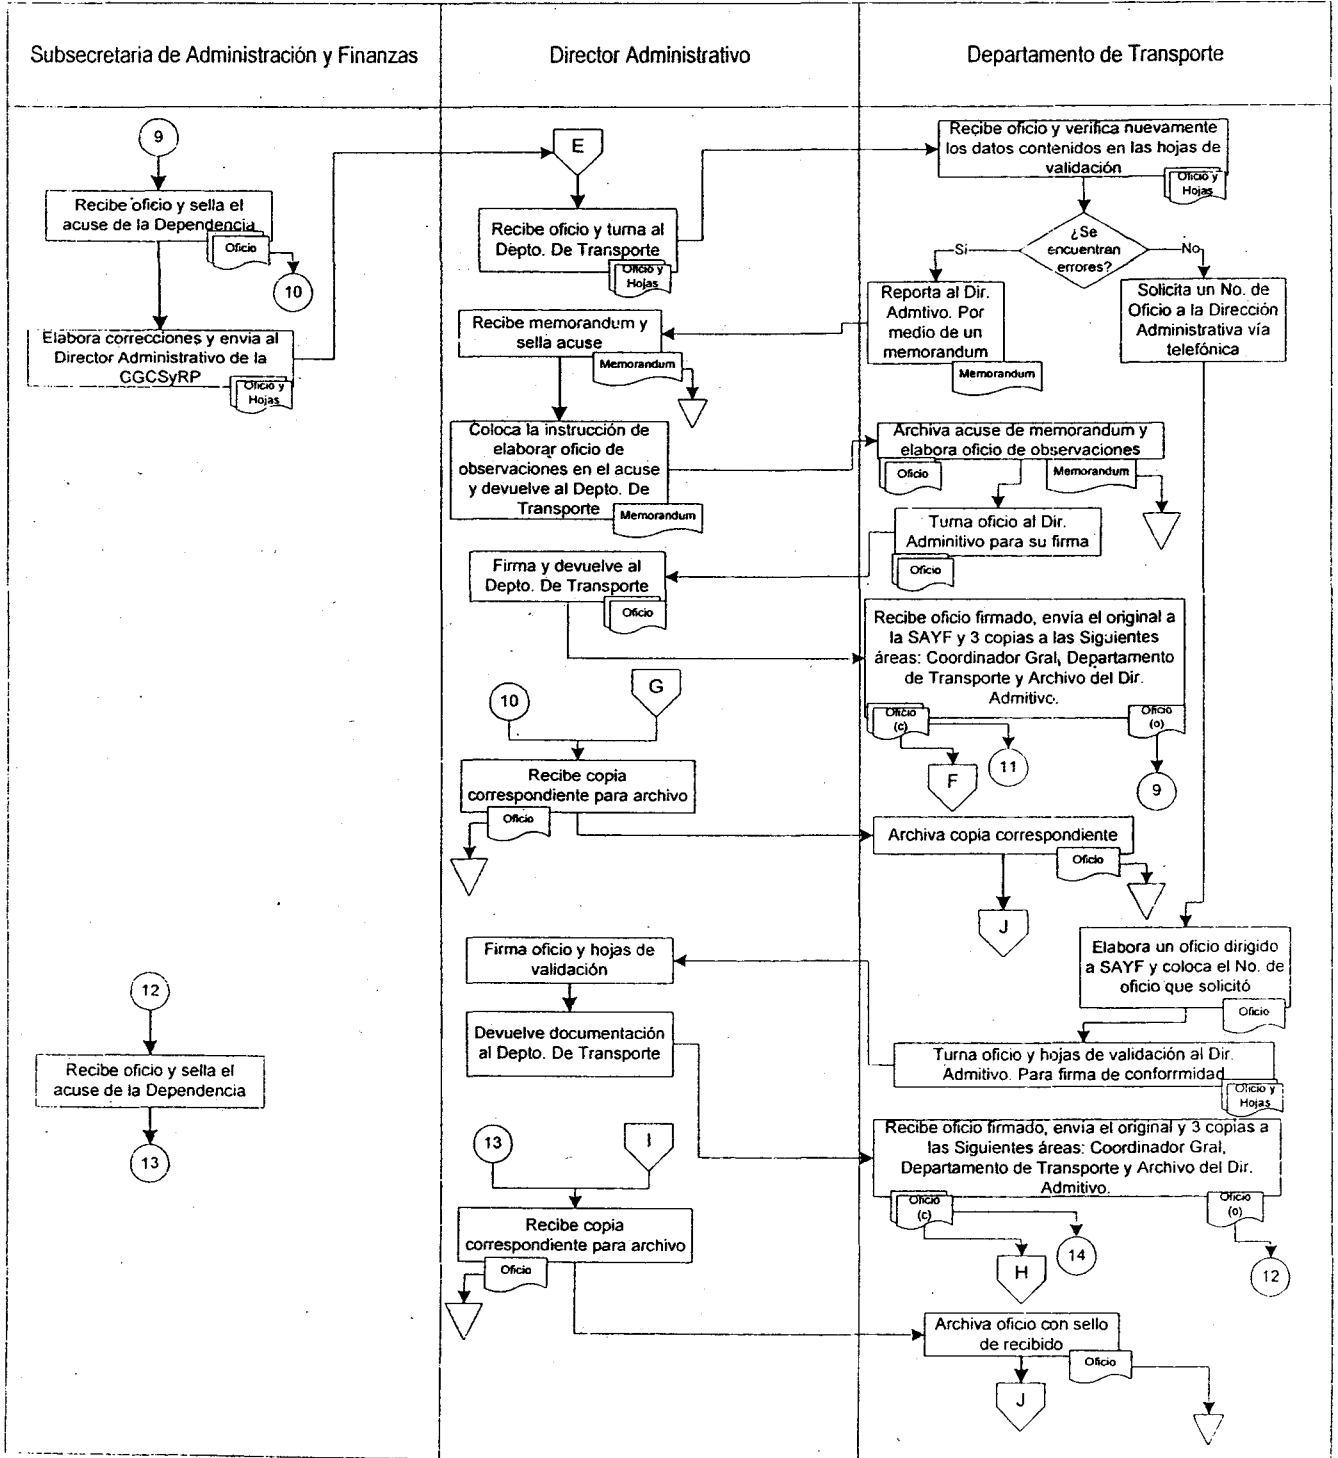 Subsecretaria de Administración y Finanzas
Director Administrativo
Departamento de Transporte
9
Recibe oficio y sella el
acuse de la Dependencia
Oficio
10
Elabora correcciones y envia al
Director Administrativo de la
CGCSyRP
Oficio y
Hojas
12
Recibe oficio y sella el
acuse de la Dependencia
13
E
Recibe oficio y turna al
Depto. De Transporte
Oficio y
Hojas
Recibe memorandum y
sella acuse
Memorandum
Coloca la instrucción de
elaborar oficio de
observaciones en el acuse
y devuelve al Depto. De
Transporte
Memorandum
Firma y devuelve al
Depto. De Transporte
Oficio
10
G
Recibe copia
correspondiente para archivo
Oficio
Firma oficio y hojas de
validación
Devuelve documentación
al Depto. De Transporte
13
I
Recibe copia
correspondiente para archivo
Oficio
Recibe oficio y verifica nuevamente
los datos contenidos en las hojas de
validación
Oficio y
Hojas
¿Se
encuentran
errores?
Si
No
Reporta al Dir.
Admtivo. Por
medio de un
memorandum
Memorandum
Solicita un No. de
Oficio a la Dirección
Administrativa vía
telefónica
Archiva acuse de memorandum y
elabora oficio de observaciones
Oficio
Memorandum
Turna oficio al Dir.
Adminitivo para su firma
Oficio
Recibe oficio firmado, envia el original a
la SAYF y 3 copias a las Siguientes
áreas: Coordinador Gral, Departamento
de Transporte y Archivo del Dir.
Admitivo.
Oficio
(c)
Oficio
(o)
F
11
9
Archiva copia correspondiente
Oficio
J
Elabora un oficio dirigido
a SAYF y coloca el No. de
oficio que solicitó
Oficio
Turna oficio y hojas de validación al Dir.
Admitivo. Para firma de conforrmidad
Oficio y
Hojas
Recibe oficio firmado, envia el original y 3 copias a
las Siguientes áreas: Coordinador Gral,
Departamento de Transporte y Archivo del Dir.
Admitivo.
Oficio
(c)
Oficio
(o)
H
14
12
Archiva oficio con sello
de recibido
Oficio
J